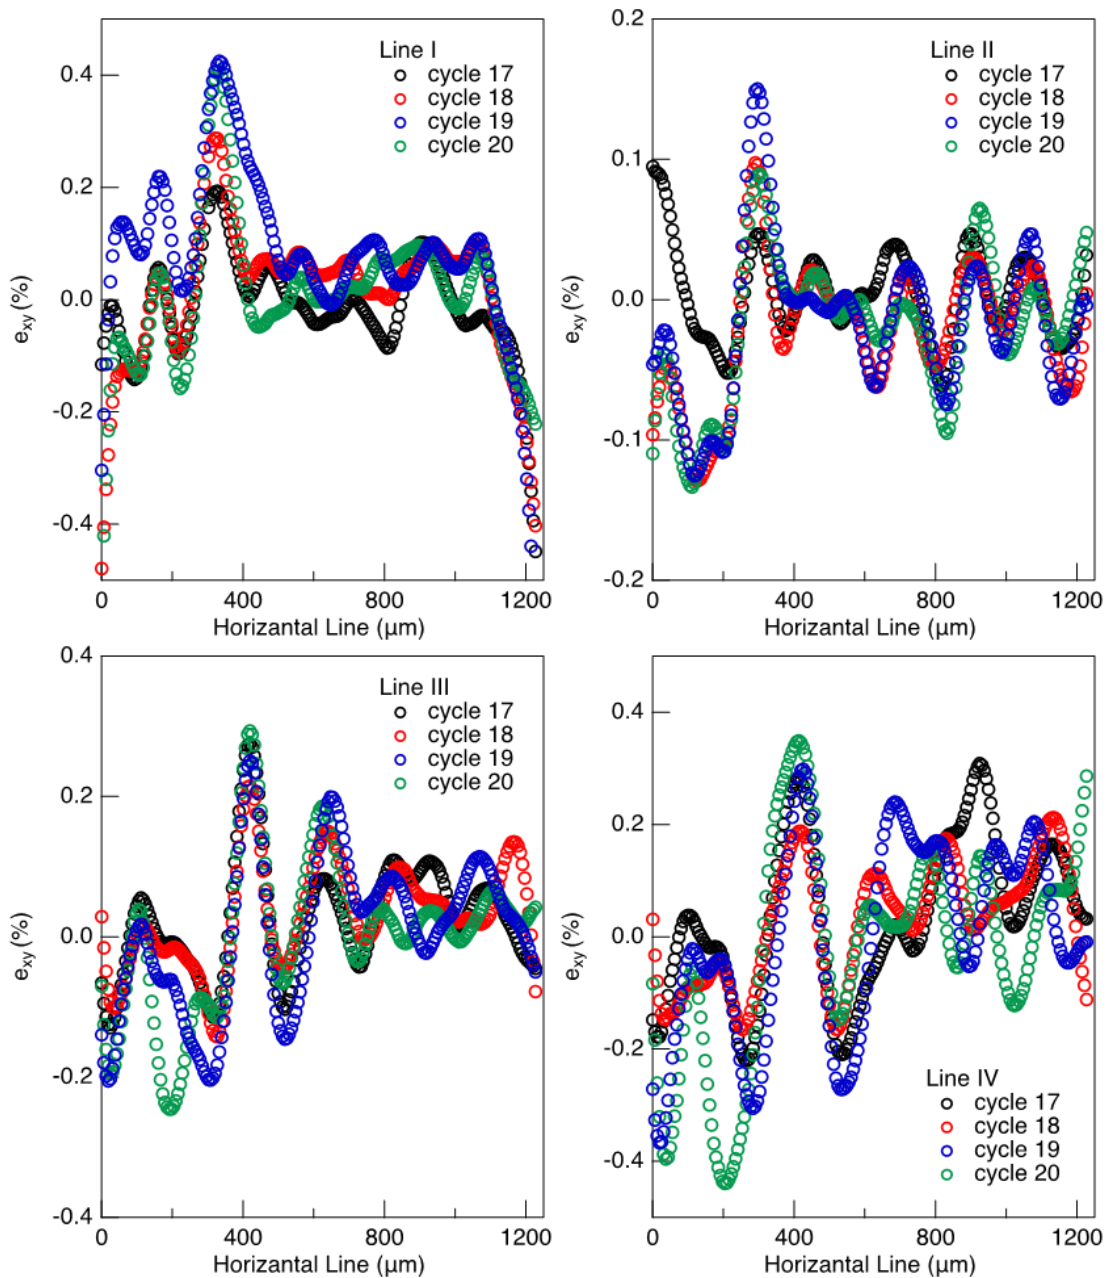 Line I
cycle 17
cycle 18
cycle 19
cycle 20
0.4
0.2
0.0
-0.2
-0.4
exy (%)
0
400
800
1200
Horizantal Line (µm)
Line II
cycle 17
cycle 18
cycle 19
cycle 20
0.2
0.1
0.0
-0.1
-0.2
exy (%)
0
400
800
1200
Horizantal Line (µm)
Line III
cycle 17
cycle 18
cycle 19
cycle 20
0.4
0.2
0.0
-0.2
-0.4
exy (%)
0
400
800
1200
Horizantal Line (µm)
0.4
0.2
0.0
-0.2
-0.4
exy (%)
Line IV
cycle 17
cycle 18
cycle 19
cycle 20
0
400
800
1200
Horizantal Line (µm)